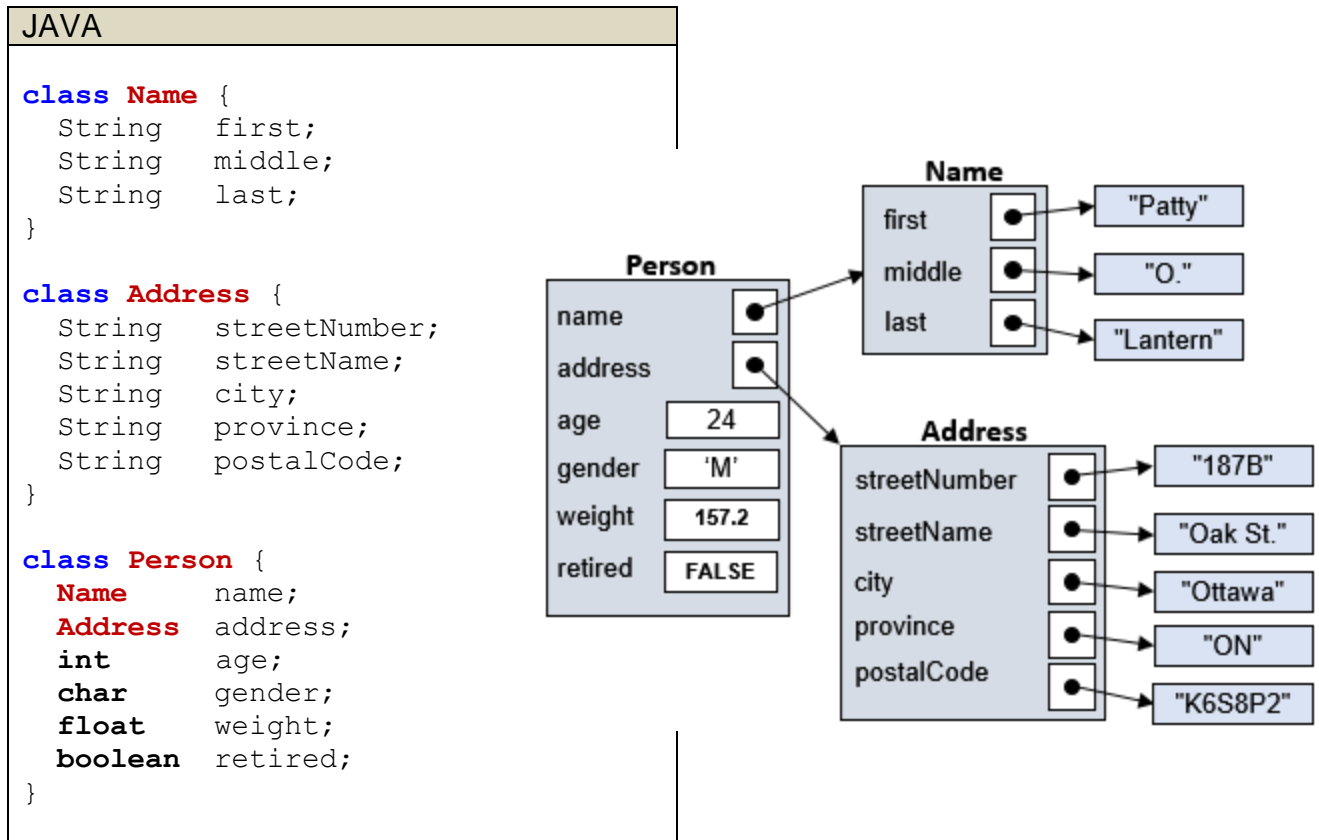 JAVA
class Name {
String first;
String middle;
String last;
}
class Address {
String streetNumber;
String streetName;
String city;
String province;
String postalCode;
}
class Person {
Name name;
Address address;
int age;
char gender;
float weight;
boolean retired;
}
Person
name
address
age 24
gender ‘M’
weight 157.2
retired FALSE
Name
first "Patty"
middle "O."
last "Lantern"
Address
streetNumber "187B"
streetName "Oak St."
city "Ottawa"
province "ON"
postalCode "K6S8P2"